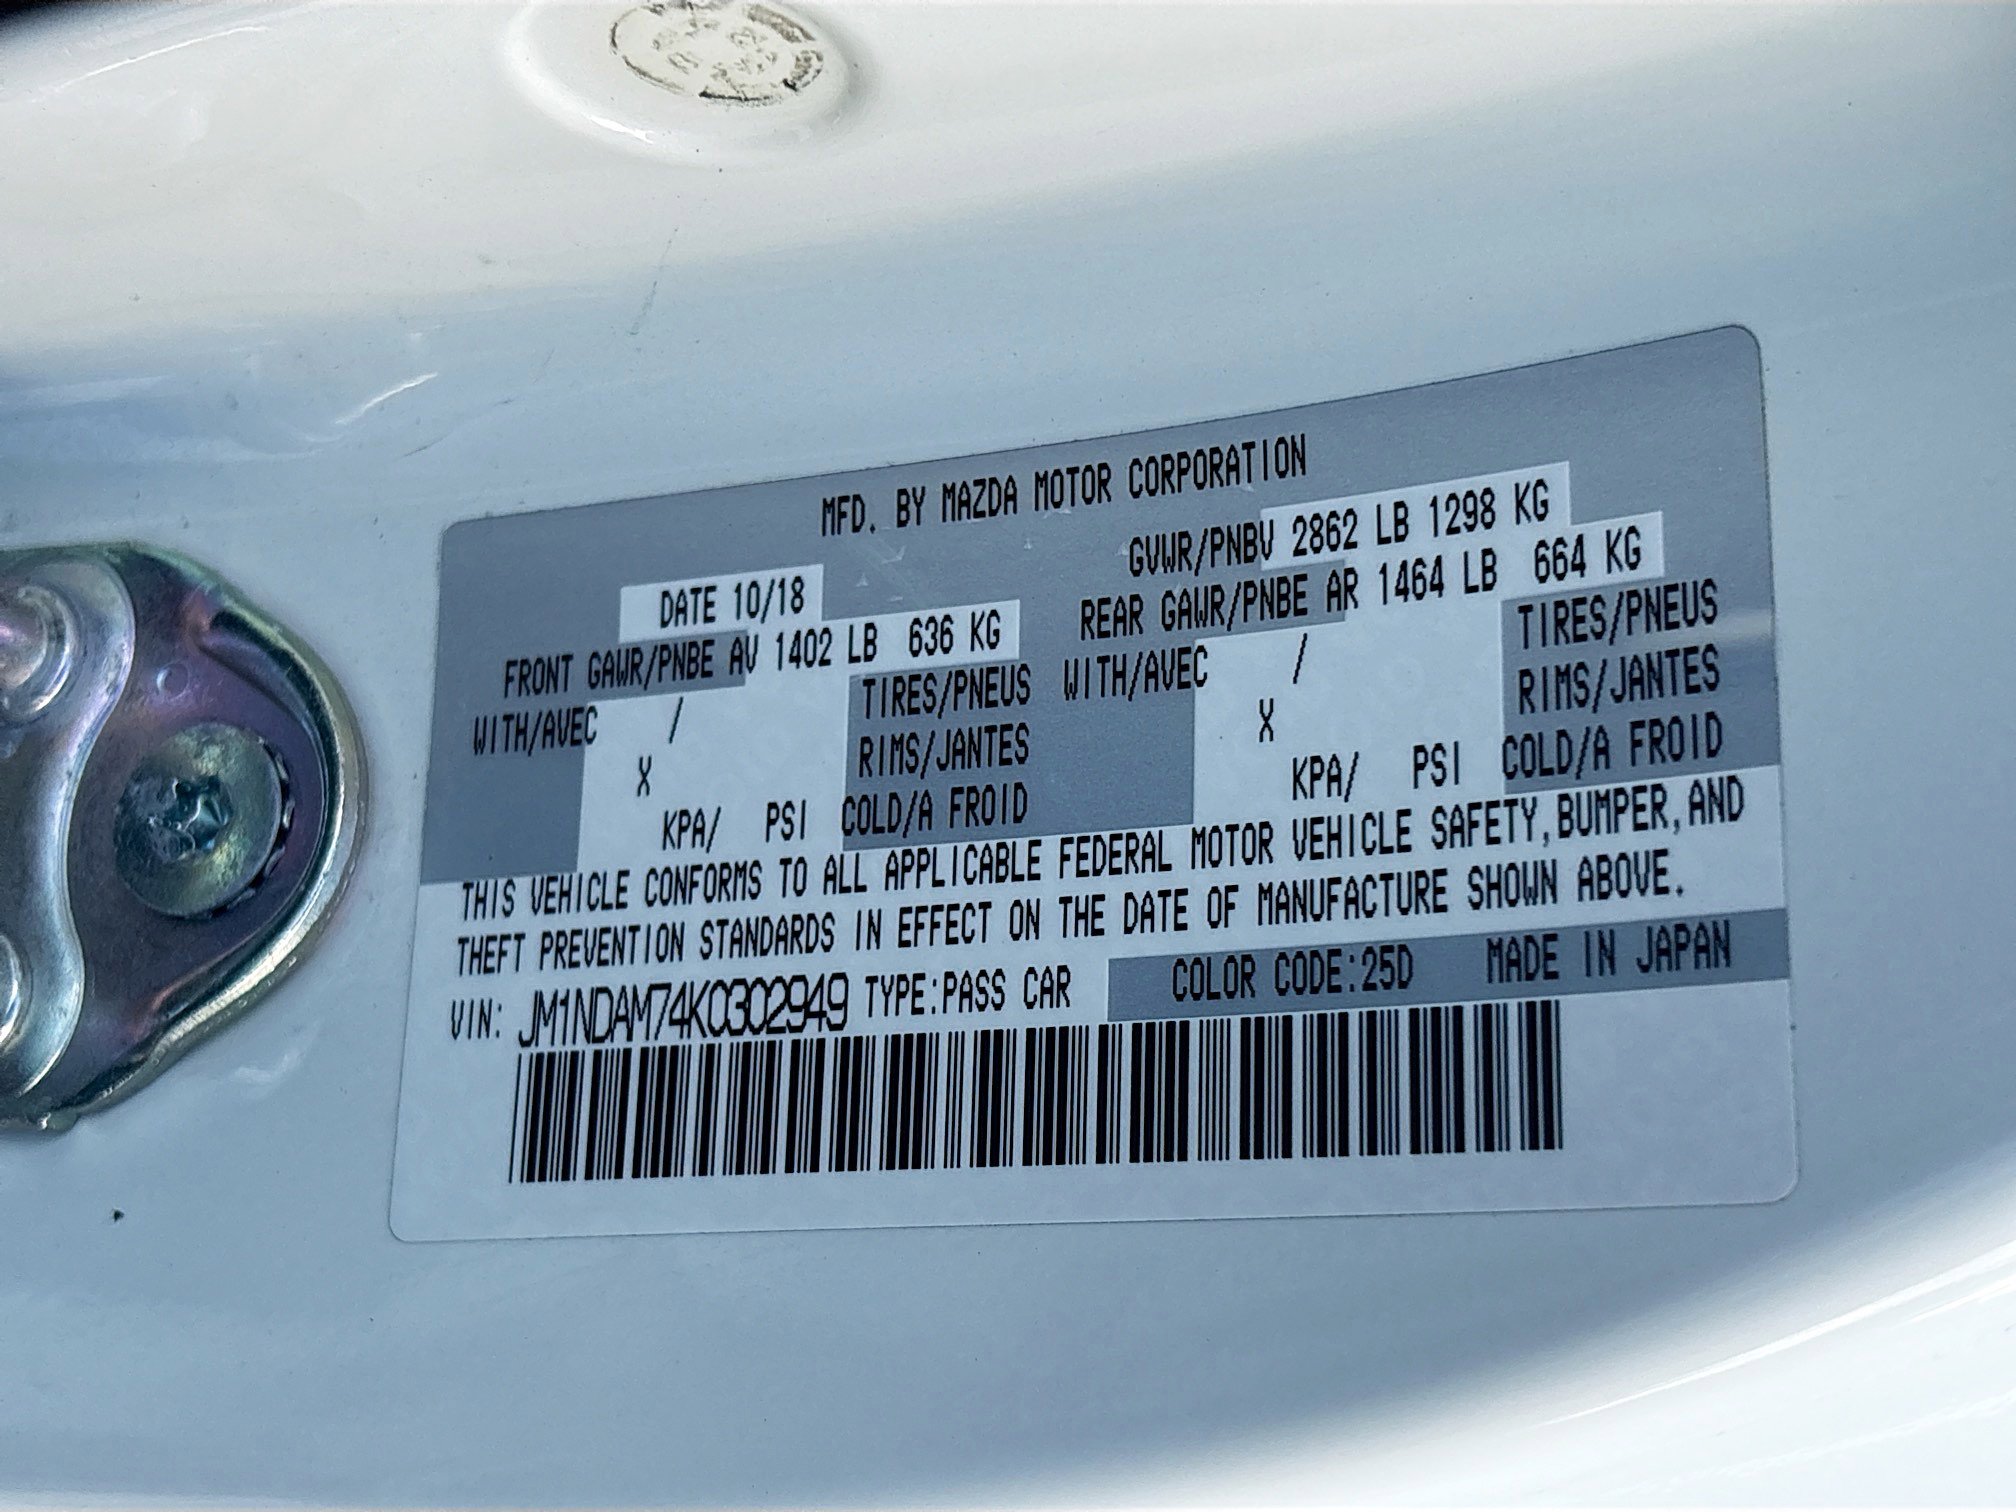 MFD. BY MAZDA MOTOR CORPORATION
DATE 10/18 GVWR/PNBV 2862 LB 1298 KG
FRONT GAWR/PNBE AV 1402 LB 636 KG REAR GAWR/PNBE AR 1464 LB 664 KG
WITH/AVEC / TIRES/PNEUS WITH/AVEC / TIRES/PNEUS
X RIMS/JANTES X RIMS/JANTES
KPA/ PSI COLD/A FROID KPA/ PSI COLD/A FROID
THIS VEHICLE CONFORMS TO ALL APPLICABLE FEDERAL MOTOR VEHICLE SAFETY, BUMPER, AND
THEFT PREVENTION STANDARDS IN EFFECT ON THE DATE OF MANUFACTURE SHOWN ABOVE.
VIN: JM1NDAM74K0302949 TYPE:PASS CAR COLOR CODE:25D MADE IN JAPAN